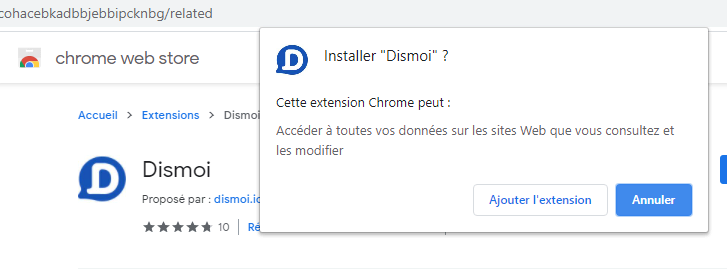 cohacebkadbbjebbipcknbg/related
chrome web store
Installer "Dismoi" ?
Cette extension Chrome peut :
Accéder à toutes vos données sur les sites Web que vous consultez et
les modifier
Ajouter l'extension
Annuler
Accueil > Extensions > Dismoi
Dismoi
Proposé par : dismoi.io
10